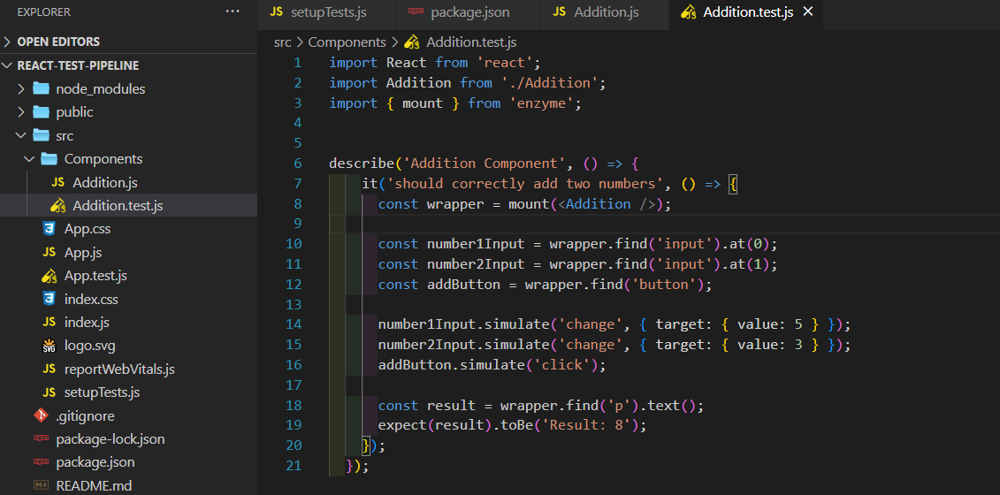 EXPLORER
···
OPEN EDITORS
REACT-TEST-PIPELINE
node_modules
public
src
Components
JS Addition.js
Addition.test.js
App.css
JS App.js
App.test.js
index.css
JS index.js
SVG logo.svg
JS reportWebVitals.js
JS setupTests.js
.gitignore
npm package-lock.json
npm package.json
M↓ README.md
JS setupTests.js
npm package.json
JS Addition.js
Addition.test.js ×
src > Components > Addition.test.js
1 import React from 'react';
2 import Addition from './Addition';
3 import { mount } from 'enzyme';
4
5
6 describe('Addition Component', () => {
7 it('should correctly add two numbers', () => {
8 const wrapper = mount(<Addition />);
9
10 const number1Input = wrapper.find('input').at(0);
11 const number2Input = wrapper.find('input').at(1);
12 const addButton = wrapper.find('button');
13
14 number1Input.simulate('change', { target: { value: 5 } });
15 number2Input.simulate('change', { target: { value: 3 } });
16 addButton.simulate('click');
17
18 const result = wrapper.find('p').text();
19 expect(result).toBe('Result: 8');
20 });
21 });